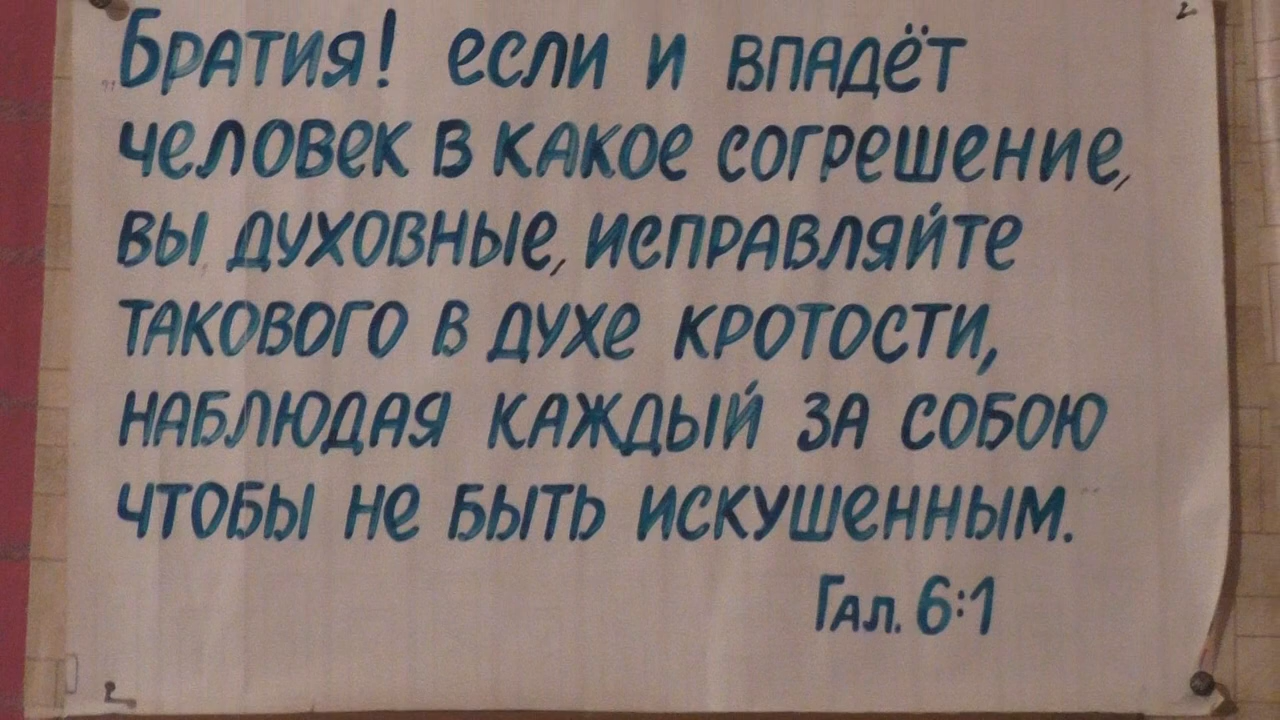 Братия! если и впадёт
человек в какое согрешение,
вы, духовные, исправляйте
такового в духе кротости,
наблюдая каждый за собою
чтобы не быть искушенным.
Гал. 6:1